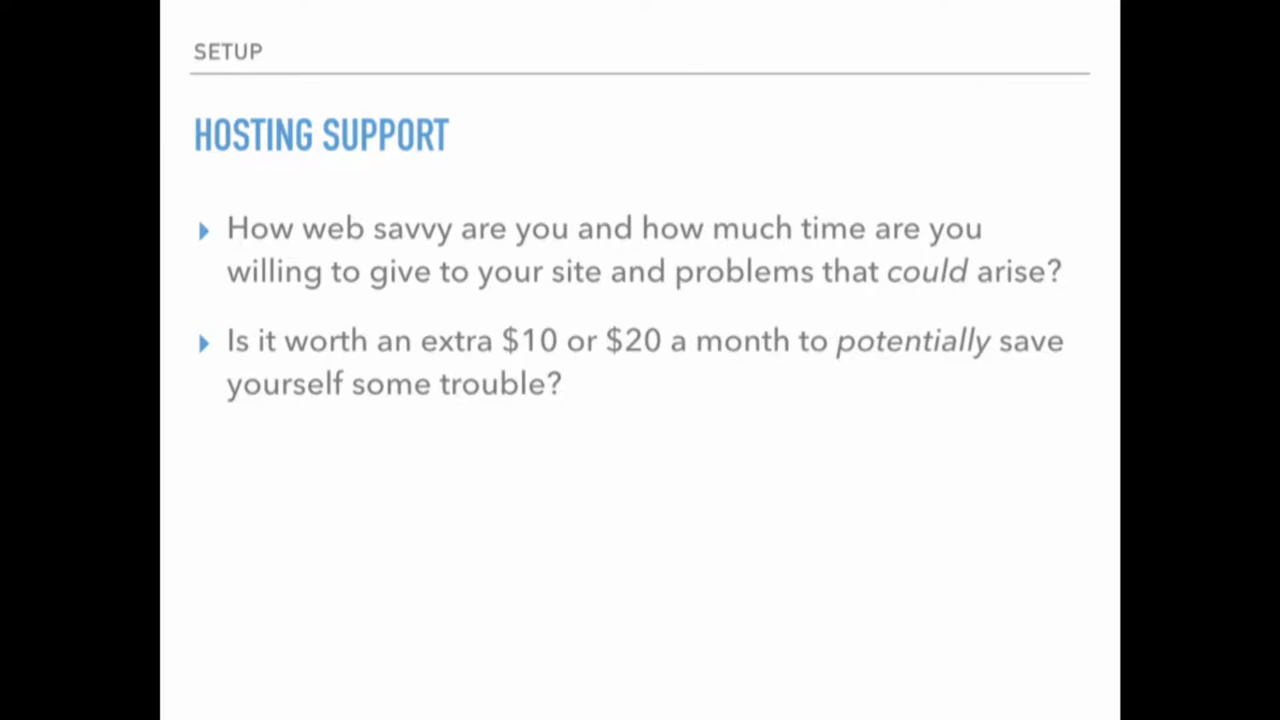 SETUP
HOSTING SUPPORT
How web savvy are you and how much time are you
willing to give to your site and problems that could arise?
Is it worth an extra $10 or $20 a month to potentially save
yourself some trouble?